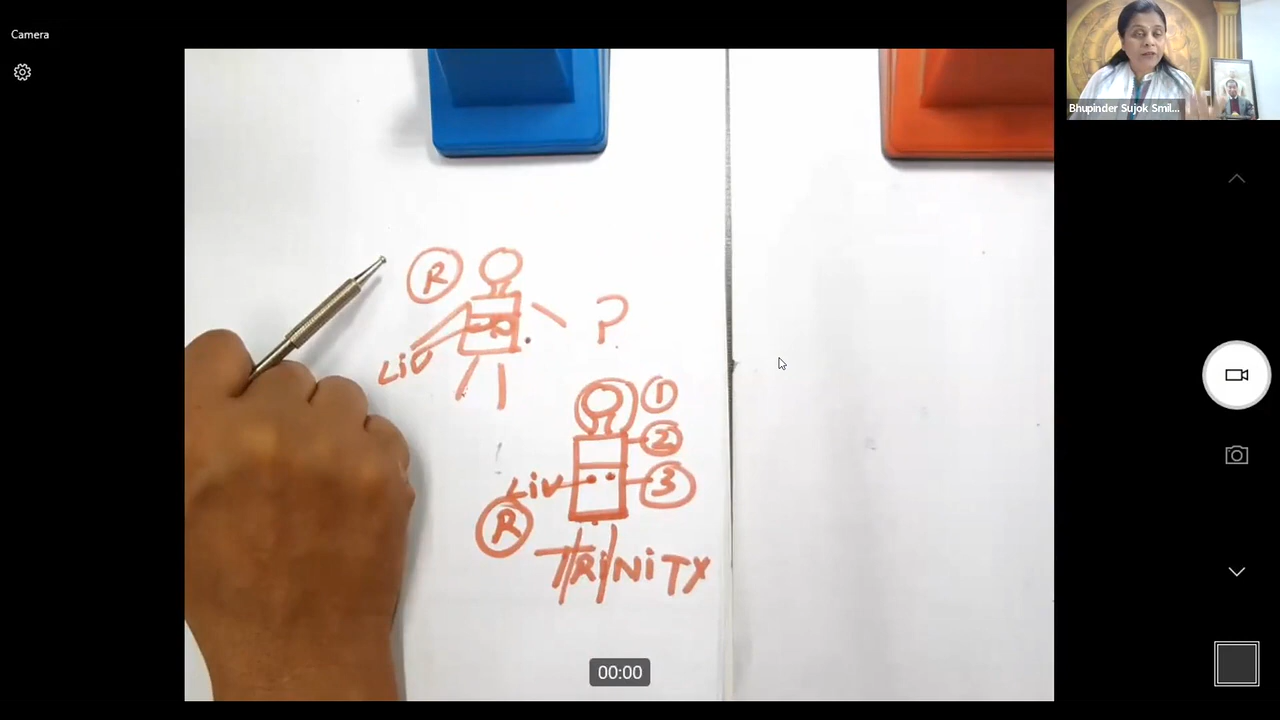 Camera
Bhupinder Sujok Smil...
R
Liv
?
1
2
Liv
3
R
TRINITY
00:00